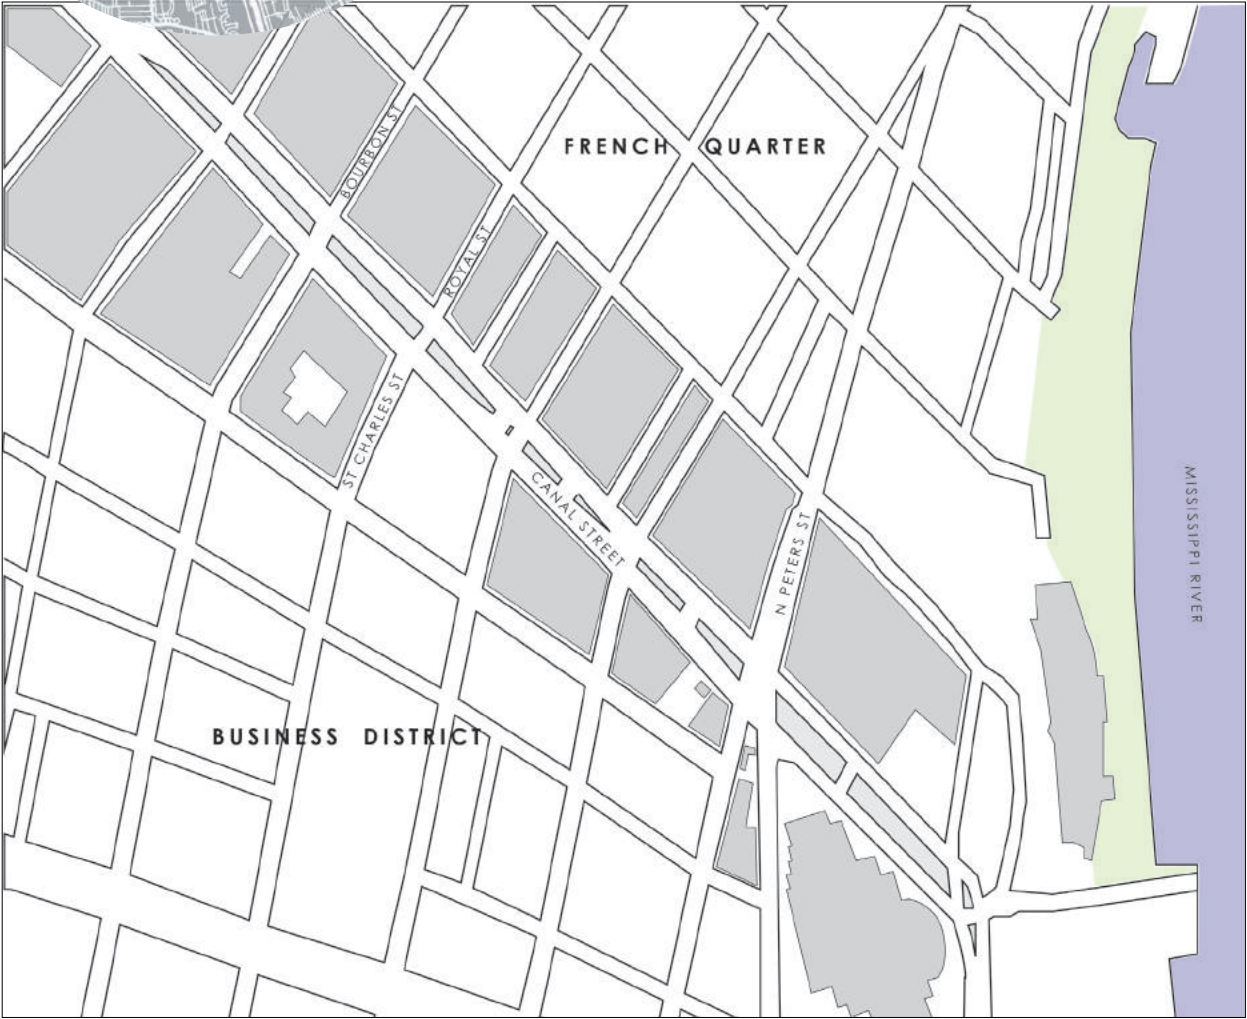 FRENCH QUARTER
BOURBON ST
ROYAL ST
ST CHARLES ST
CANAL STREET
N PETERS ST
MISSISSIPPI RIVER
BUSINESS DISTRICT